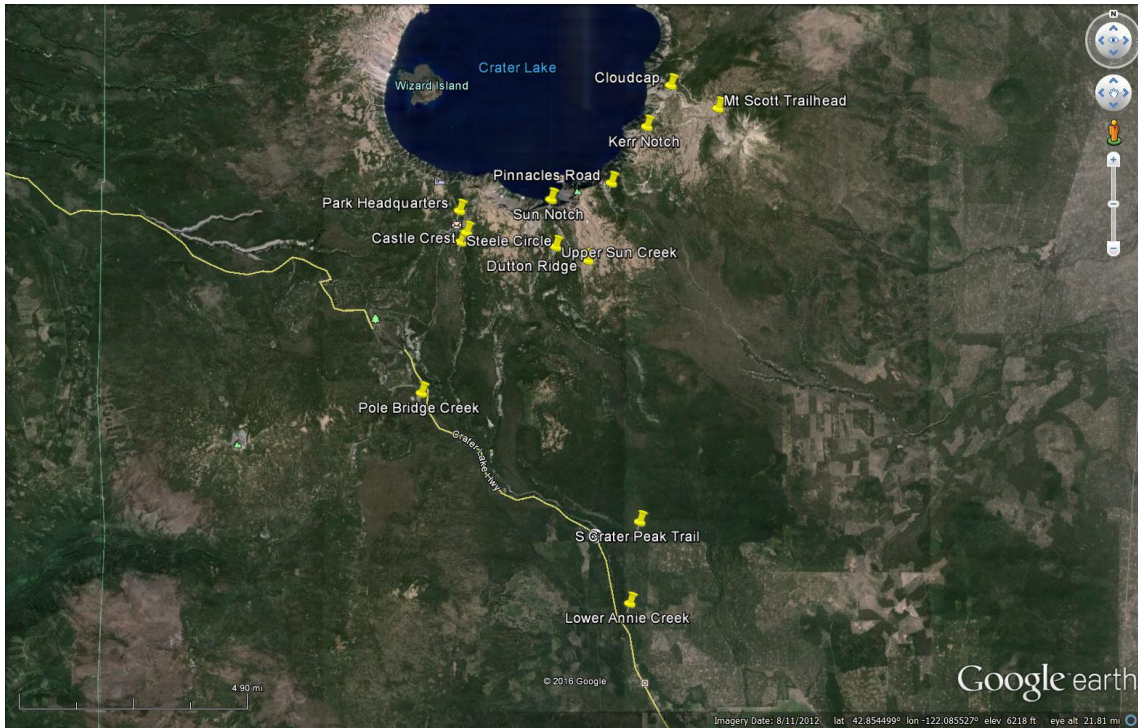 N
Crater Lake
Wizard Island
Cloudcap
Mt Scott Trailhead
Kerr Notch
Pinnacles Road
Park Headquarters
Sun Notch
Castle Crest
Steele Circle
Upper Sun Creek
Dutton Ridge
Pole Bridge Creek
Crater Lake Hwy
S Crater Peak Trail
Lower Annie Creek
4.90 mi
© 2016 Google
Google earth
Imagery Date: 8/11/2012 lat 42.854499° lon -122.085527° elev 6218 ft eye alt 21.81 mi